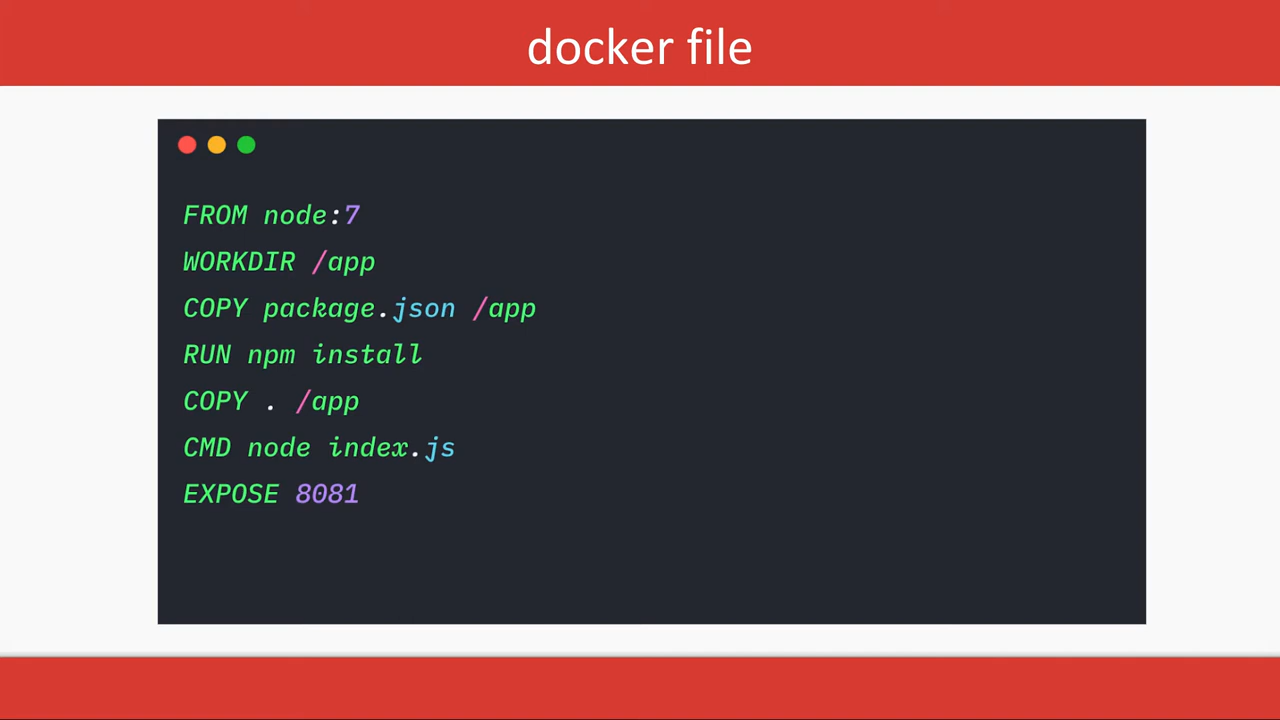 docker file
FROM node:7
WORKDIR /app
COPY package.json /app
RUN npm install
COPY . /app
CMD node index.js
EXPOSE 8081